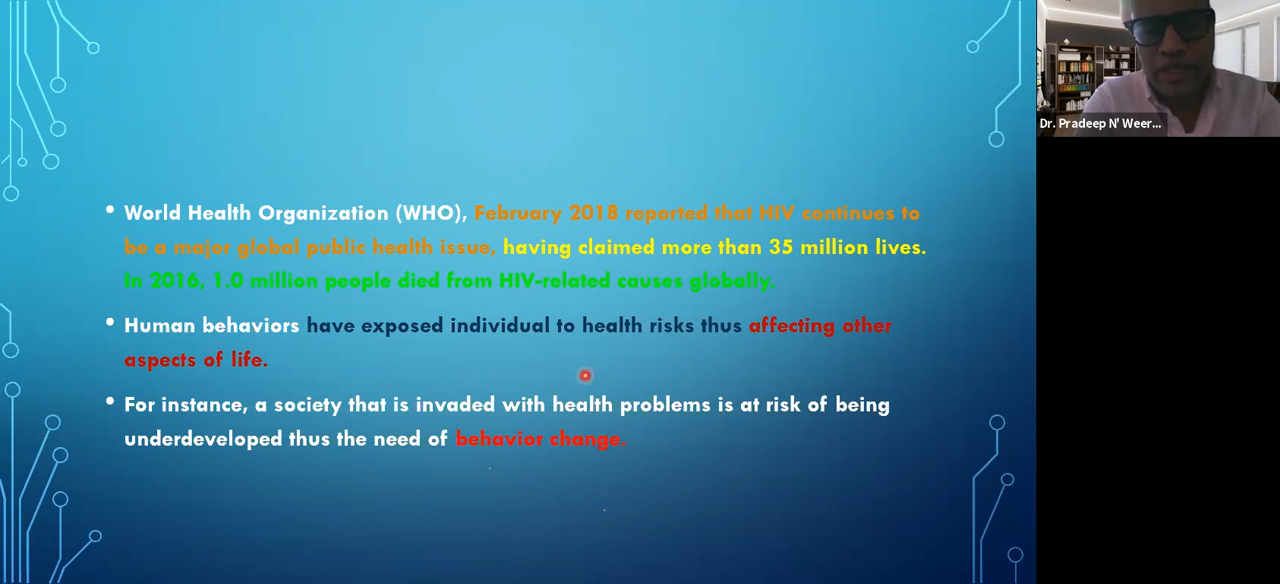 • World Health Organization (WHO), February 2018 reported that HIV continues to
be a major global public health issue, having claimed more than 35 million lives.
In 2016, 1.0 million people died from HIV-related causes globally.
• Human behaviors have exposed individual to health risks thus affecting other
aspects of life.
• For instance, a society that is invaded with health problems is at risk of being
underdeveloped thus the need of behavior change.
Dr. Pradeep N' Weer...